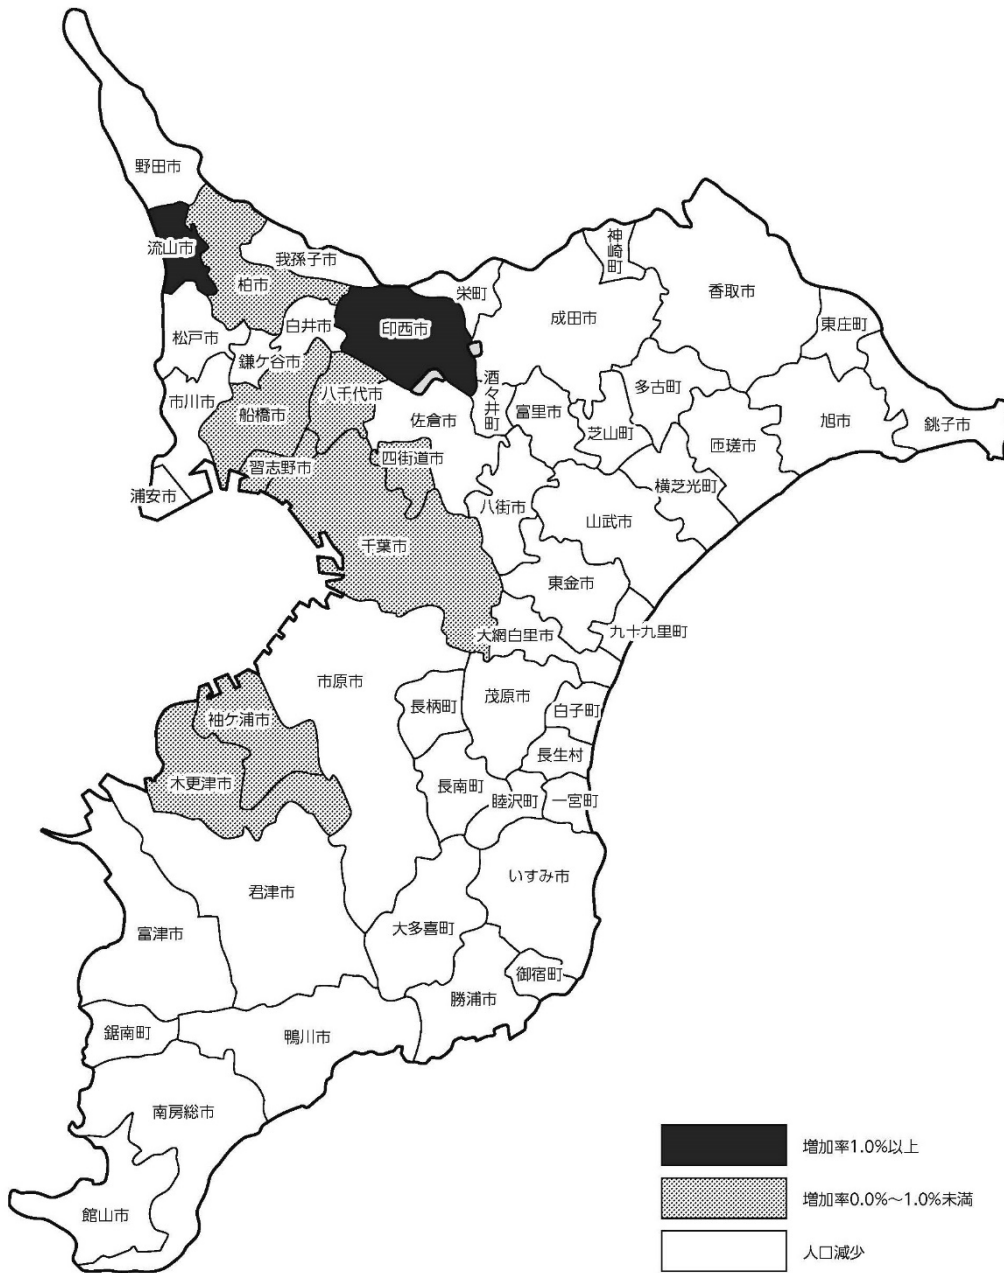 野田市
流山市
柏市
我孫子市
松戸市
鎌ケ谷市
白井市
印西市
栄町
成田市
神崎町
香取市
東庄町
市川市
船橋市
八千代市
佐倉市
酒々井町
富里市
芝山町
多古町
匝瑳市
旭市
銚子市
浦安市
習志野市
四街道市
八街市
山武市
横芝光町
千葉市
東金市
大網白里市
九十九里町
市原市
長柄町
茂原市
白子町
袖ケ浦市
長生村
木更津市
長南町
睦沢町
一宮町
君津市
いすみ市
富津市
大多喜町
御宿町
勝浦市
鋸南町
鴨川市
南房総市
館山市
増加率1.0%以上
増加率0.0%～1.0%未満
人口減少